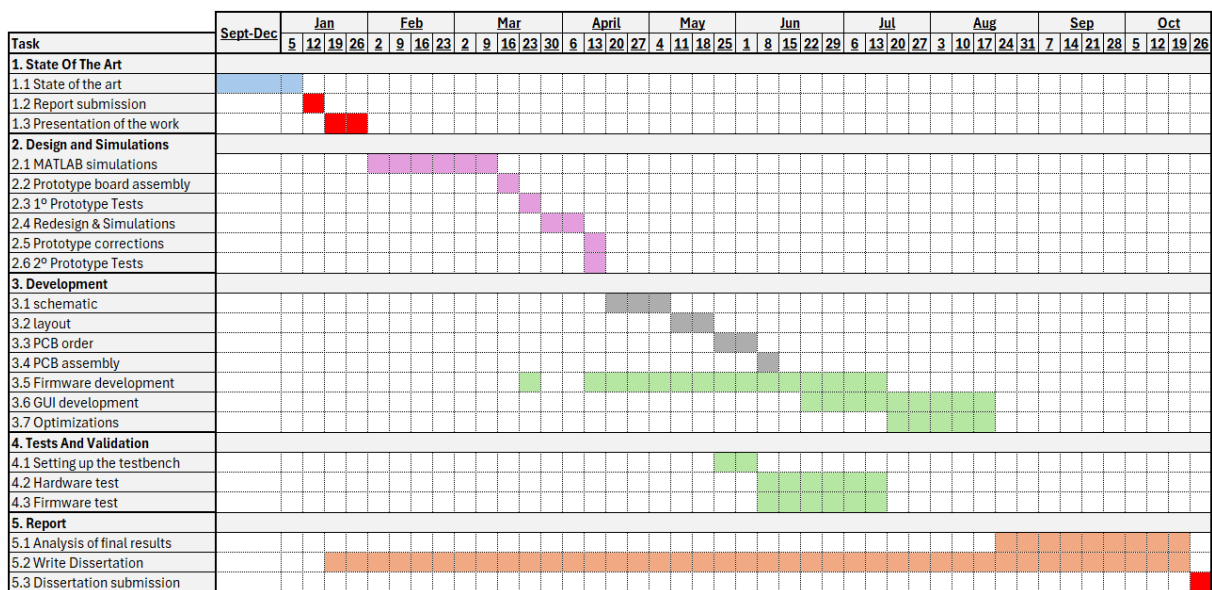 Sept-Dec Jan Feb Mar April May Jun Jul Aug Sep Oct
Task 5 12 19 26 2 9 16 23 2 9 16 23 30 6 13 20 27 4 11 18 25 1 8 15 22 29 6 13 20 27 3 10 17 24 31 7 14 21 28 5 12 19 26
1. State Of The Art
1.1 State of the art
1.2 Report submission
1.3 Presentation of the work
2. Design and Simulations
2.1 MATLAB simulations
2.2 Prototype board assembly
2.3 1º Prototype Tests
2.4 Redesign & Simulations
2.5 Prototype corrections
2.6 2º Prototype Tests
3. Development
3.1 schematic
3.2 layout
3.3 PCB order
3.4 PCB assembly
3.5 Firmware development
3.6 GUI development
3.7 Optimizations
4. Tests And Validation
4.1 Setting up the testbench
4.2 Hardware test
4.3 Firmware test
5. Report
5.1 Analysis of final results
5.2 Write Dissertation
5.3 Dissertation submission